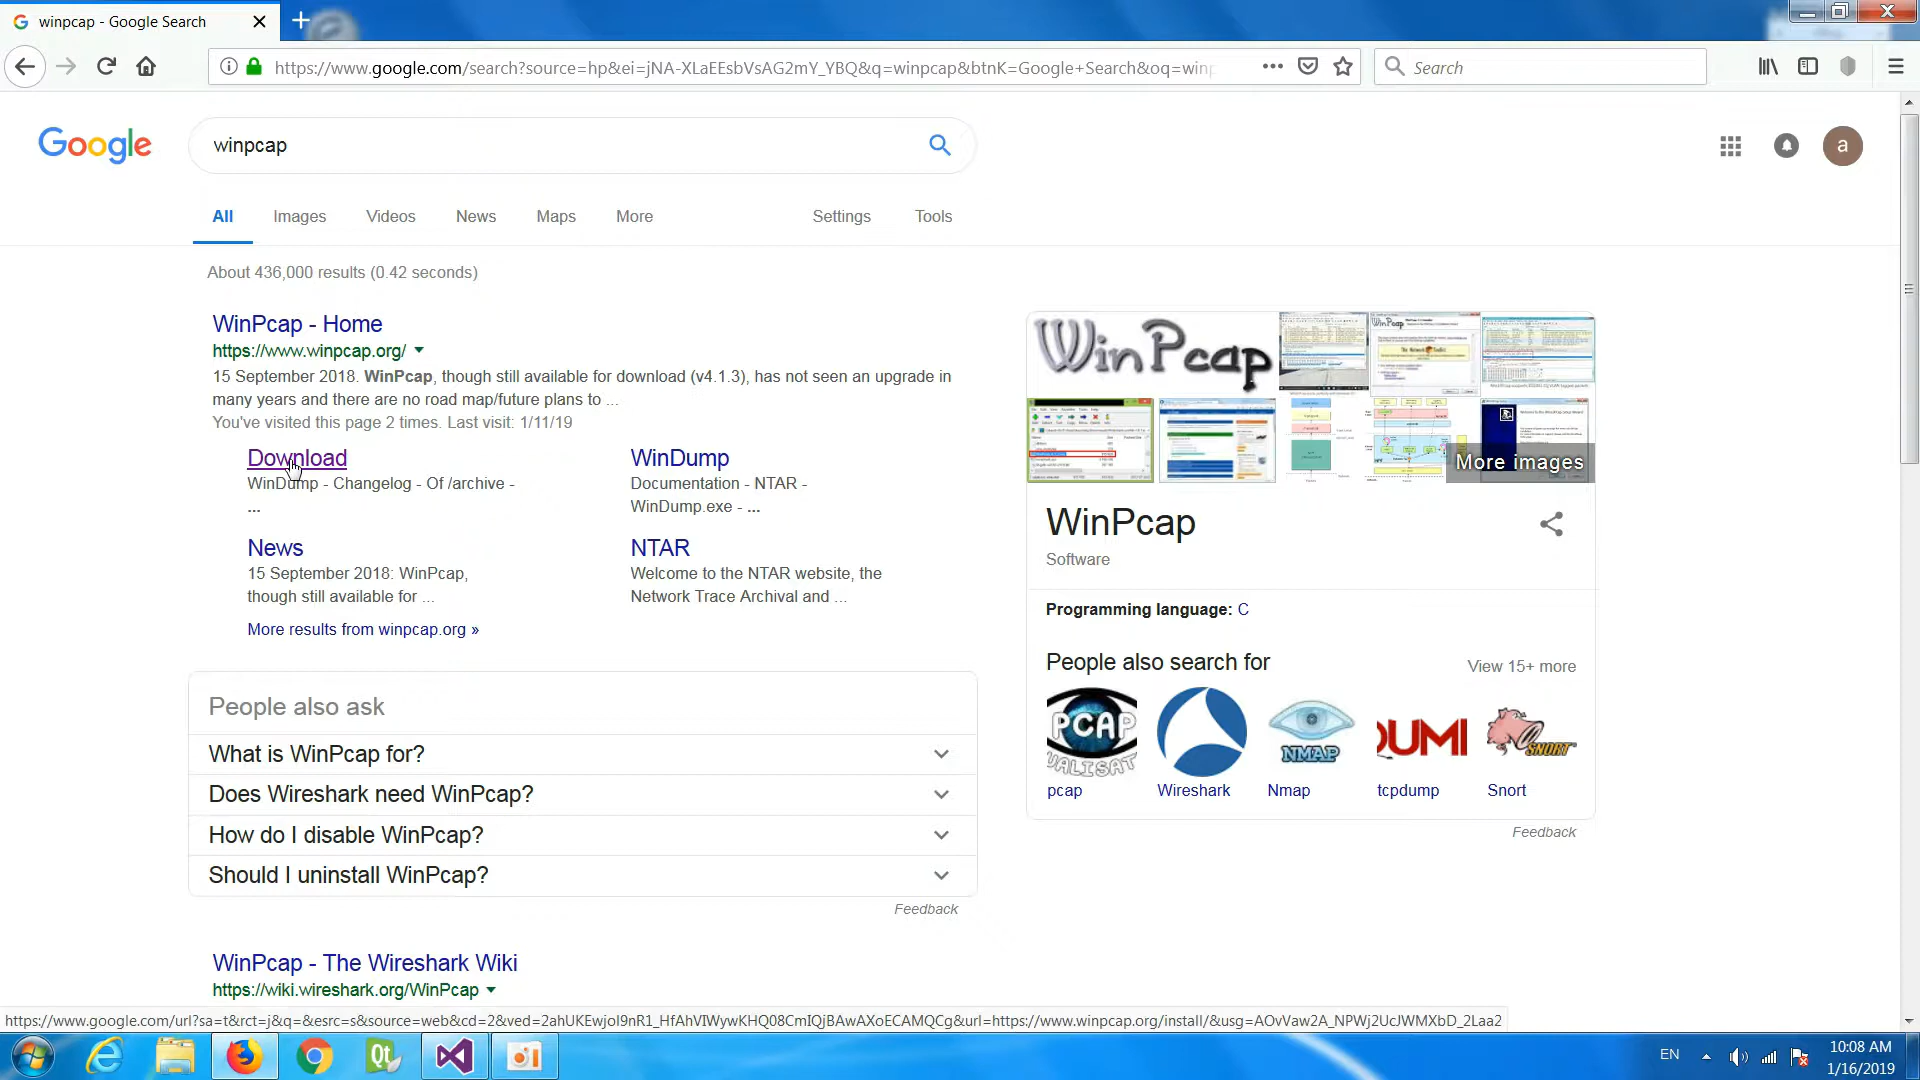 winpcap - Google Search
https://www.google.com/search?source=hp&ei=jNA-XLaEEsbVsAG2mY_YBQ&q=winpcap&btnK=Google+Search&oq=winp
Search
Google
winpcap
a
All Images Videos News Maps More Settings Tools
About 436,000 results (0.42 seconds)
WinPcap - Home
https://www.winpcap.org/
15 September 2018. WinPcap, though still available for download (v4.1.3), has not seen an upgrade in
many years and there are no road map/future plans to ...
You've visited this page 2 times. Last visit: 1/11/19
Download
WinDump - Changelog - Of /archive -
...
WinDump
Documentation - NTAR -
WinDump.exe - ...
News
15 September 2018: WinPcap,
though still available for ...
NTAR
Welcome to the NTAR website, the
Network Trace Archival and ...
More results from winpcap.org »
People also ask
What is WinPcap for?
Does Wireshark need WinPcap?
How do I disable WinPcap?
Should I uninstall WinPcap?
Feedback
WinPcap - The Wireshark Wiki
https://wiki.wireshark.org/WinPcap
WinPcap
More images
WinPcap
Software
Programming language: C
People also search for
View 15+ more
PCAP
VALISAT
NMAP
DUMI
SNORT
pcap
Wireshark
Nmap
tcpdump
Snort
Feedback
https://www.google.com/url?sa=t&rct=j&q=&esrc=s&source=web&cd=2&ved=2ahUKEwjoI9nR1_HfAhVIWywKHQ08CmIQjBAwAXoECAMQCg&url=https://www.winpcap.org/install/&usg=AOvVaw2A_NPWj2UcJWMXbD_2Laa2
Qt
EN
10:08 AM
1/16/2019